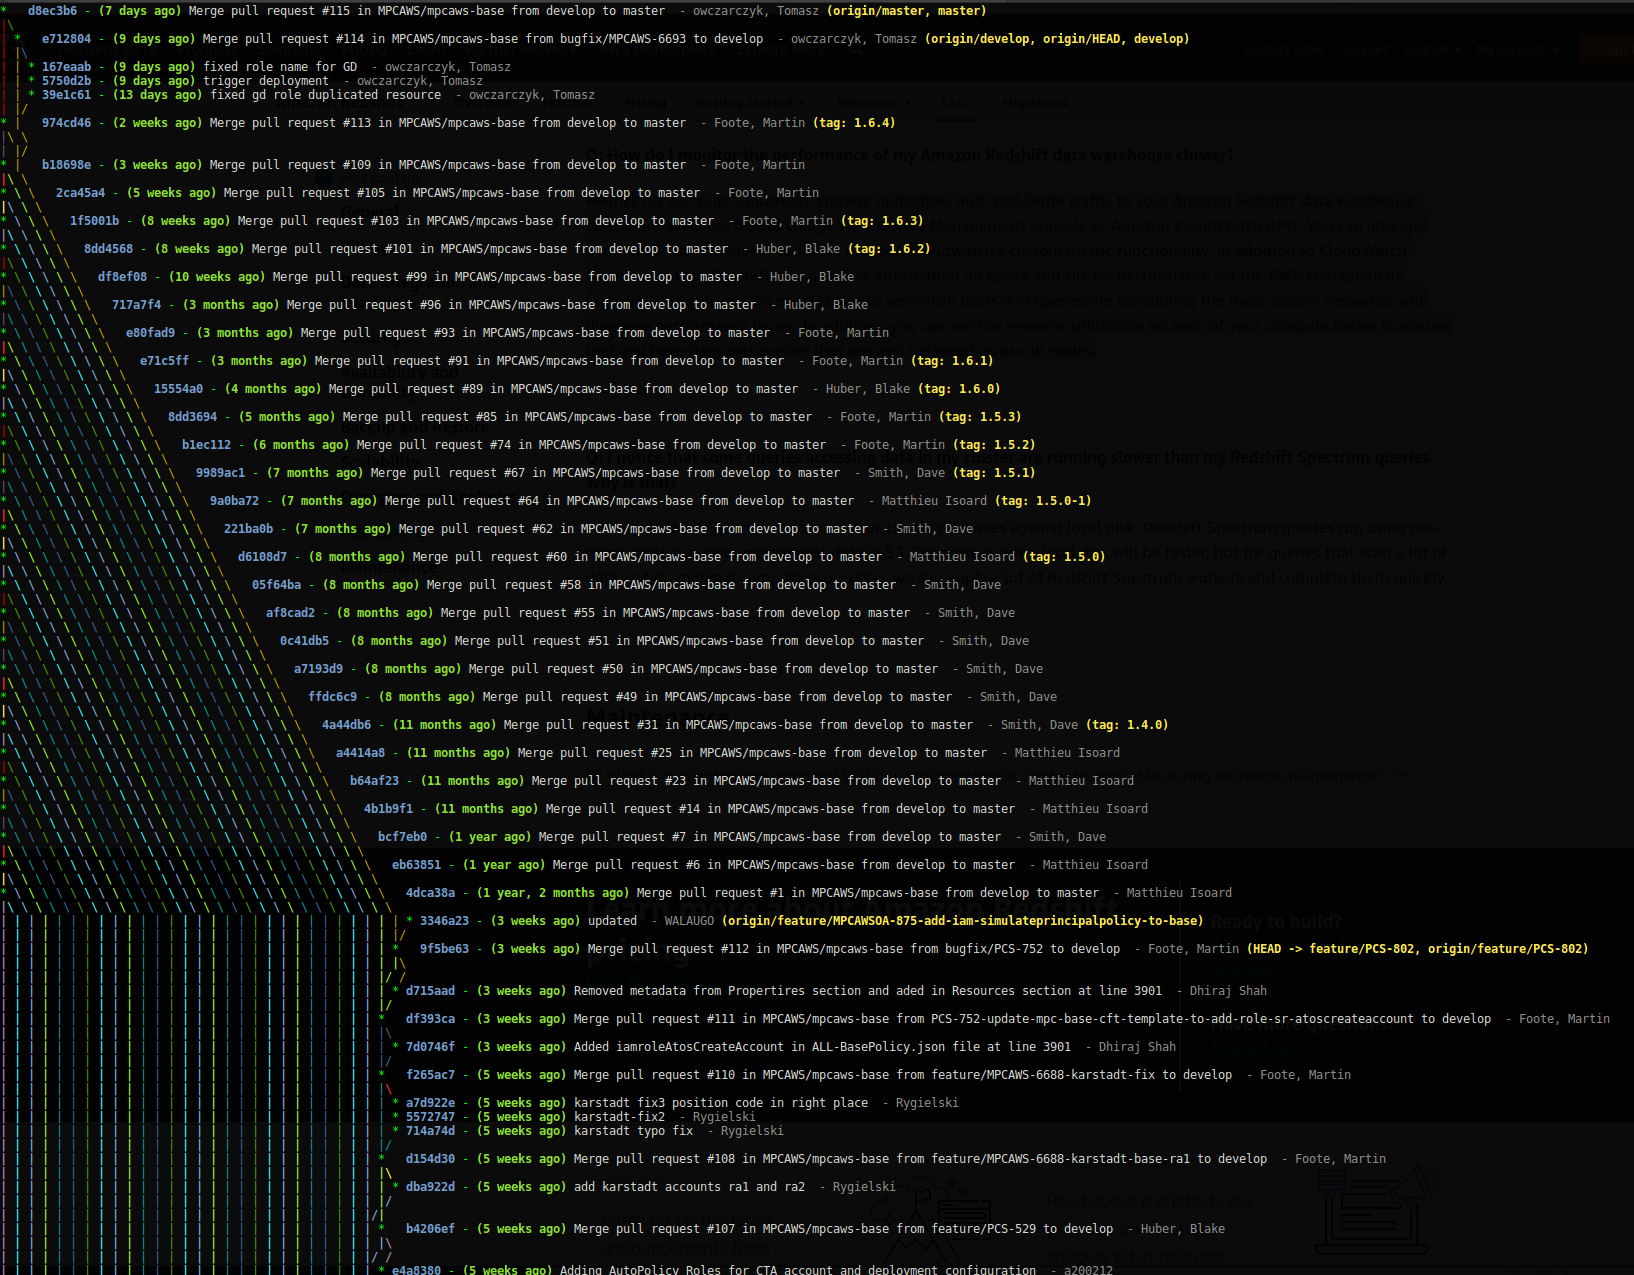 * d8ec3b6 - (7 days ago) Merge pull request #115 in MPCAWS/mpcaws-base from develop to master - owczarczyk, Tomasz (origin/master, master)
* e712804 - (9 days ago) Merge pull request #114 in MPCAWS/mpcaws-base from bugfix/MPCAWS-6693 to develop - owczarczyk, Tomasz (origin/develop, origin/HEAD, develop)
* 167eaab - (9 days ago) fixed role name for GD - owczarczyk, Tomasz
* 5750d2b - (9 days ago) trigger deployment - owczarczyk, Tomasz
* 39e1c61 - (13 days ago) fixed gd role duplicated resource - owczarczyk, Tomasz
* 974cd46 - (2 weeks ago) Merge pull request #113 in MPCAWS/mpcaws-base from develop to master - Foote, Martin (tag: 1.6.4)
* b18698e - (3 weeks ago) Merge pull request #109 in MPCAWS/mpcaws-base from develop to master - Foote, Martin
* 2ca45a4 - (5 weeks ago) Merge pull request #105 in MPCAWS/mpcaws-base from develop to master - Foote, Martin
* 1f5001b - (8 weeks ago) Merge pull request #103 in MPCAWS/mpcaws-base from develop to master - Foote, Martin (tag: 1.6.3)
* 8dd4568 - (8 weeks ago) Merge pull request #101 in MPCAWS/mpcaws-base from develop to master - Huber, Blake (tag: 1.6.2)
* df8ef08 - (10 weeks ago) Merge pull request #99 in MPCAWS/mpcaws-base from develop to master - Huber, Blake
* 717a7f4 - (3 months ago) Merge pull request #96 in MPCAWS/mpcaws-base from develop to master - Huber, Blake
* e80fad9 - (3 months ago) Merge pull request #93 in MPCAWS/mpcaws-base from develop to master - Foote, Martin
* e71c5ff - (3 months ago) Merge pull request #91 in MPCAWS/mpcaws-base from develop to master - Foote, Martin (tag: 1.6.1)
* 15554a0 - (4 months ago) Merge pull request #89 in MPCAWS/mpcaws-base from develop to master - Huber, Blake (tag: 1.6.0)
* 8dd3694 - (5 months ago) Merge pull request #85 in MPCAWS/mpcaws-base from develop to master - Foote, Martin (tag: 1.5.3)
* b1ec112 - (6 months ago) Merge pull request #74 in MPCAWS/mpcaws-base from develop to master - Foote, Martin (tag: 1.5.2)
* 9989ac1 - (7 months ago) Merge pull request #67 in MPCAWS/mpcaws-base from develop to master - Smith, Dave (tag: 1.5.1)
* 9a0ba72 - (7 months ago) Merge pull request #64 in MPCAWS/mpcaws-base from develop to master - Matthieu Isoard (tag: 1.5.0-1)
* 221ba0b - (7 months ago) Merge pull request #62 in MPCAWS/mpcaws-base from develop to master - Smith, Dave
* d6108d7 - (8 months ago) Merge pull request #60 in MPCAWS/mpcaws-base from develop to master - Matthieu Isoard (tag: 1.5.0)
* 05f64ba - (8 months ago) Merge pull request #58 in MPCAWS/mpcaws-base from develop to master - Smith, Dave
* af8cad2 - (8 months ago) Merge pull request #55 in MPCAWS/mpcaws-base from develop to master - Smith, Dave
* 0c41db5 - (8 months ago) Merge pull request #51 in MPCAWS/mpcaws-base from develop to master - Smith, Dave
* a7193d9 - (8 months ago) Merge pull request #50 in MPCAWS/mpcaws-base from develop to master - Smith, Dave
* ffdc6c9 - (8 months ago) Merge pull request #49 in MPCAWS/mpcaws-base from develop to master - Smith, Dave
* 4a44db6 - (11 months ago) Merge pull request #31 in MPCAWS/mpcaws-base from develop to master - Smith, Dave (tag: 1.4.0)
* a4414a8 - (11 months ago) Merge pull request #25 in MPCAWS/mpcaws-base from develop to master - Matthieu Isoard
* b64af23 - (11 months ago) Merge pull request #23 in MPCAWS/mpcaws-base from develop to master - Matthieu Isoard
* 4b1b9f1 - (11 months ago) Merge pull request #14 in MPCAWS/mpcaws-base from develop to master - Matthieu Isoard
* bcf7eb0 - (1 year ago) Merge pull request #7 in MPCAWS/mpcaws-base from develop to master - Smith, Dave
* eb63851 - (1 year ago) Merge pull request #6 in MPCAWS/mpcaws-base from develop to master - Matthieu Isoard
* 4dca38a - (1 year, 2 months ago) Merge pull request #1 in MPCAWS/mpcaws-base from develop to master - Matthieu Isoard
* 3346a23 - (3 weeks ago) updated - WALAUGO (origin/feature/MPCAWSOA-875-add-iam-simulateprincipalpolicy-to-base)
* 9f5be63 - (3 weeks ago) Merge pull request #112 in MPCAWS/mpcaws-base from bugfix/PCS-752 to develop - Foote, Martin (HEAD -> feature/PCS-802, origin/feature/PCS-802)
* d715aad - (3 weeks ago) Removed metadata from Propertires section and aded in Resources section at line 3901 - Dhiraj Shah
* df393ca - (3 weeks ago) Merge pull request #111 in MPCAWS/mpcaws-base from PCS-752-update-mpc-base-cft-template-to-add-role-sr-atoscreateaccount to develop - Foote, Martin
* 7d0746f - (3 weeks ago) Added iamroleAtosCreateAccount in ALL-BasePolicy.json file at line 3901 - Dhiraj Shah
* f265ac7 - (5 weeks ago) Merge pull request #110 in MPCAWS/mpcaws-base from feature/MPCAWS-6688-karstadt-fix to develop - Foote, Martin
* a7d922e - (5 weeks ago) karstadt fix3 position code in right place - Rygielski
* 5572747 - (5 weeks ago) karstadt-fix2 - Rygielski
* 714a74d - (5 weeks ago) karstadt typo fix - Rygielski
* d154d30 - (5 weeks ago) Merge pull request #108 in MPCAWS/mpcaws-base from feature/MPCAWS-6688-karstadt-base-ra1 to develop - Foote, Martin
* dba922d - (5 weeks ago) add karstadt accounts ra1 and ra2 - Rygielski
* b4206ef - (5 weeks ago) Merge pull request #107 in MPCAWS/mpcaws-base from feature/PCS-529 to develop - Huber, Blake
* e4a8380 - (5 weeks ago) Adding AutoPolicy Roles for CTA account and deployment configuration - a200212